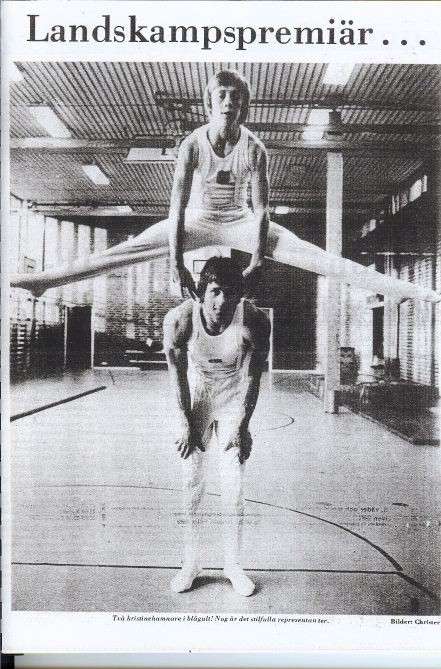 Landskampspremiär...
Två kristinehamnare i blågult! Nog är det stilfulla representanter.
Bilder: Christer